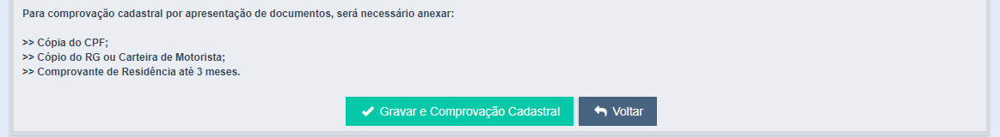 Para comprovação cadastral por apresentação de documentos, será necessário anexar:
>> Cópia do CPF;
>> Cópio do RG ou Carteira de Motorista;
>> Comprovante de Residência até 3 meses.
Gravar e Comprovação Cadastral Voltar